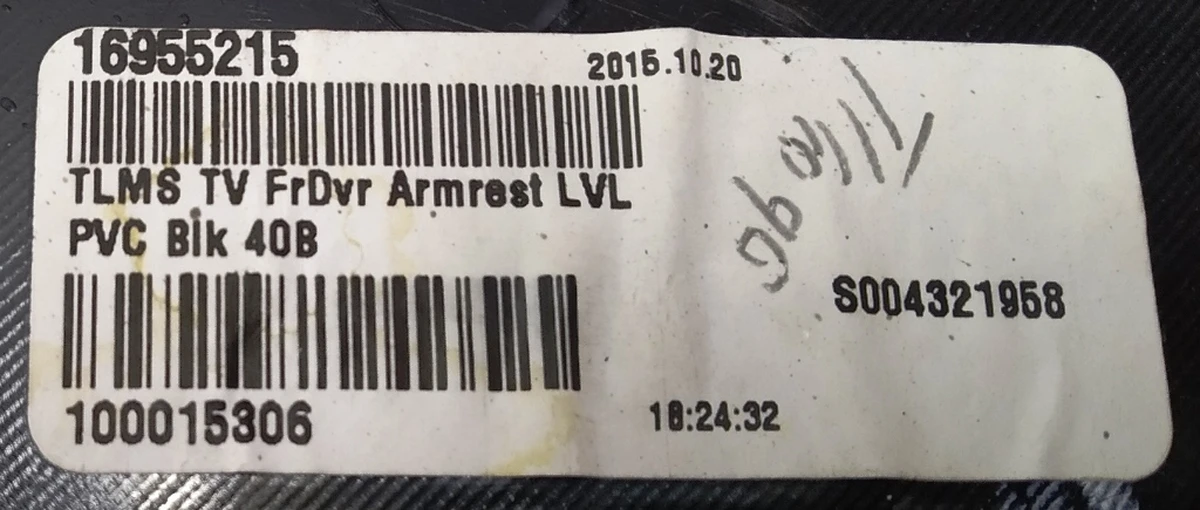 16955215
2015.10.20
TLMS TV FrDvr Armrest LVL
PVC Blk 40B
S004321958
100015306
18:24:32